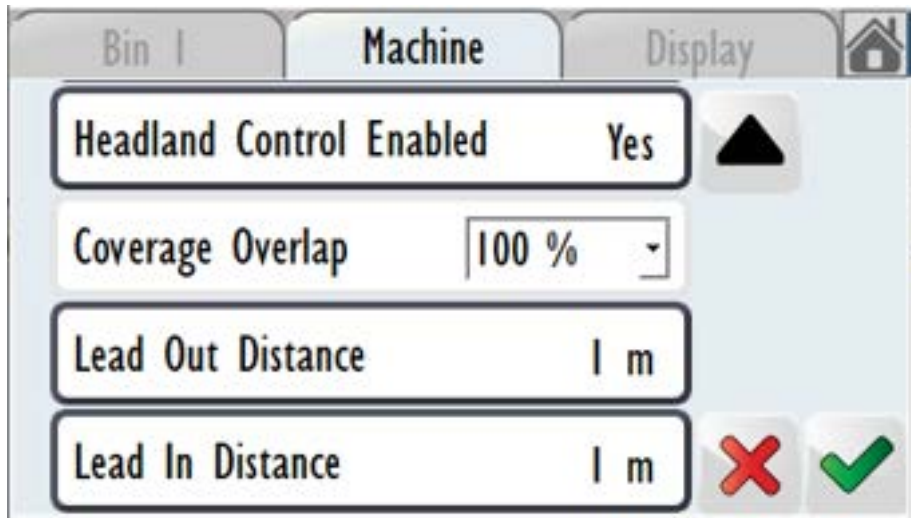 Bin 1
Machine
Display
Headland Control Enabled Yes
Coverage Overlap 100 %
Lead Out Distance 1 m
Lead In Distance 1 m